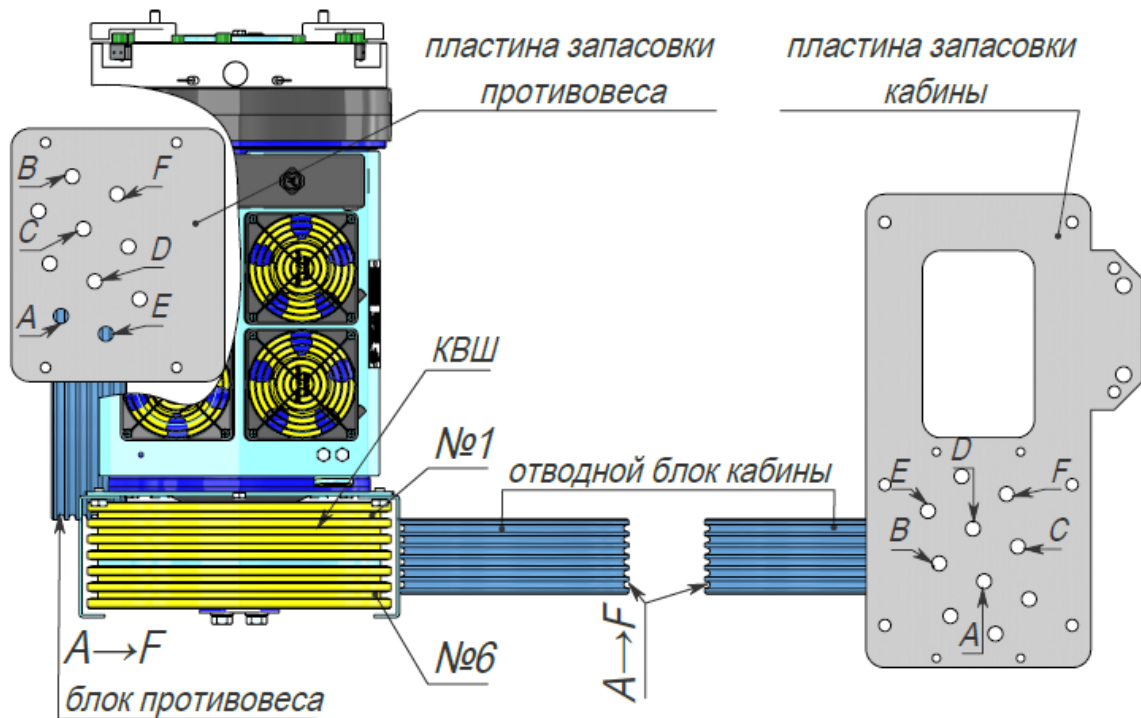 пластина запасовки
противовеса
пластина запасовки
кабины
B
F
C
D
A
E
КВШ
№1
отводной блок кабины
D
E
F
B
C
A
A→F
№6
A→F
блок противовеса